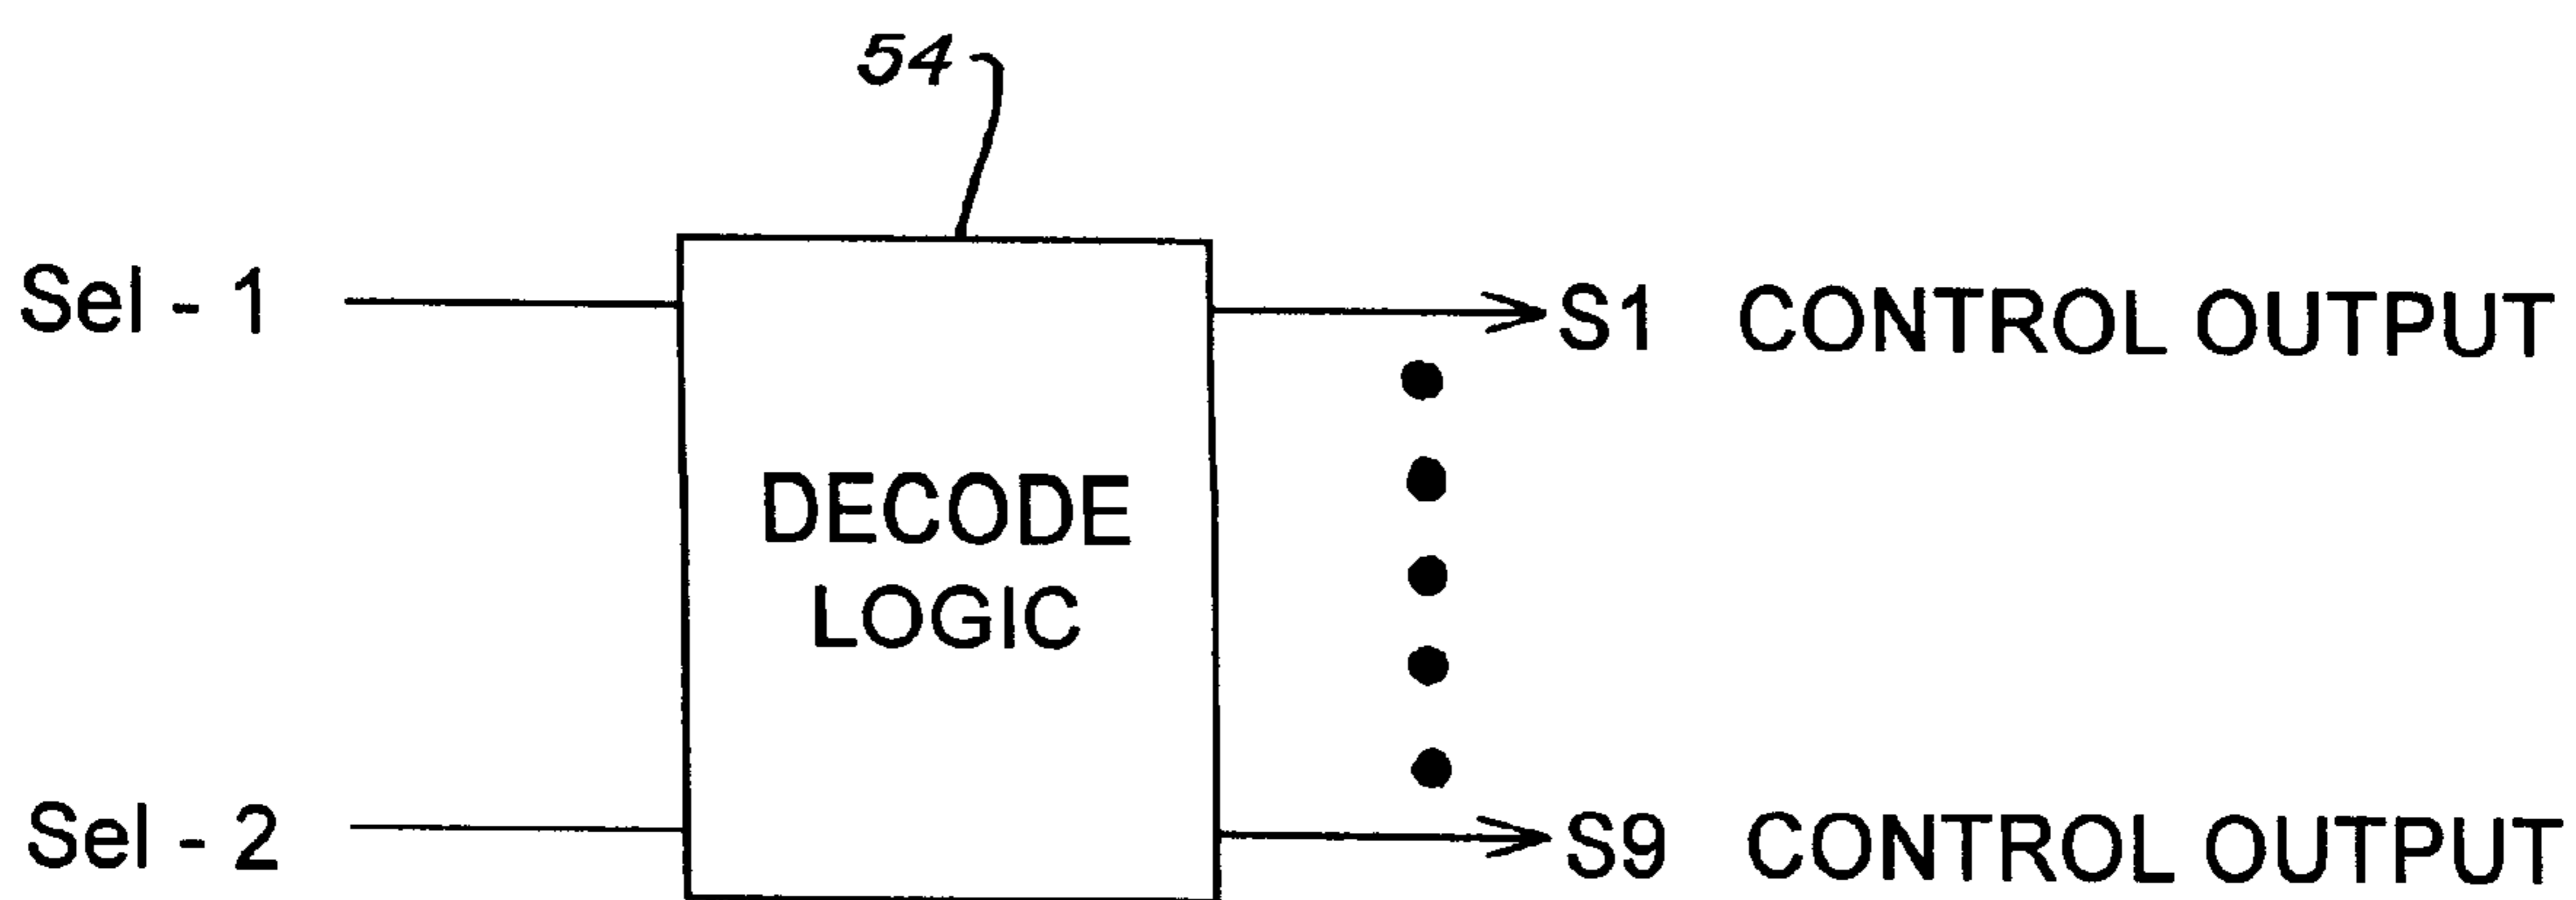 54
Sel - 1
S1 CONTROL OUTPUT
DECODE
LOGIC
Sel - 2
S9 CONTROL OUTPUT